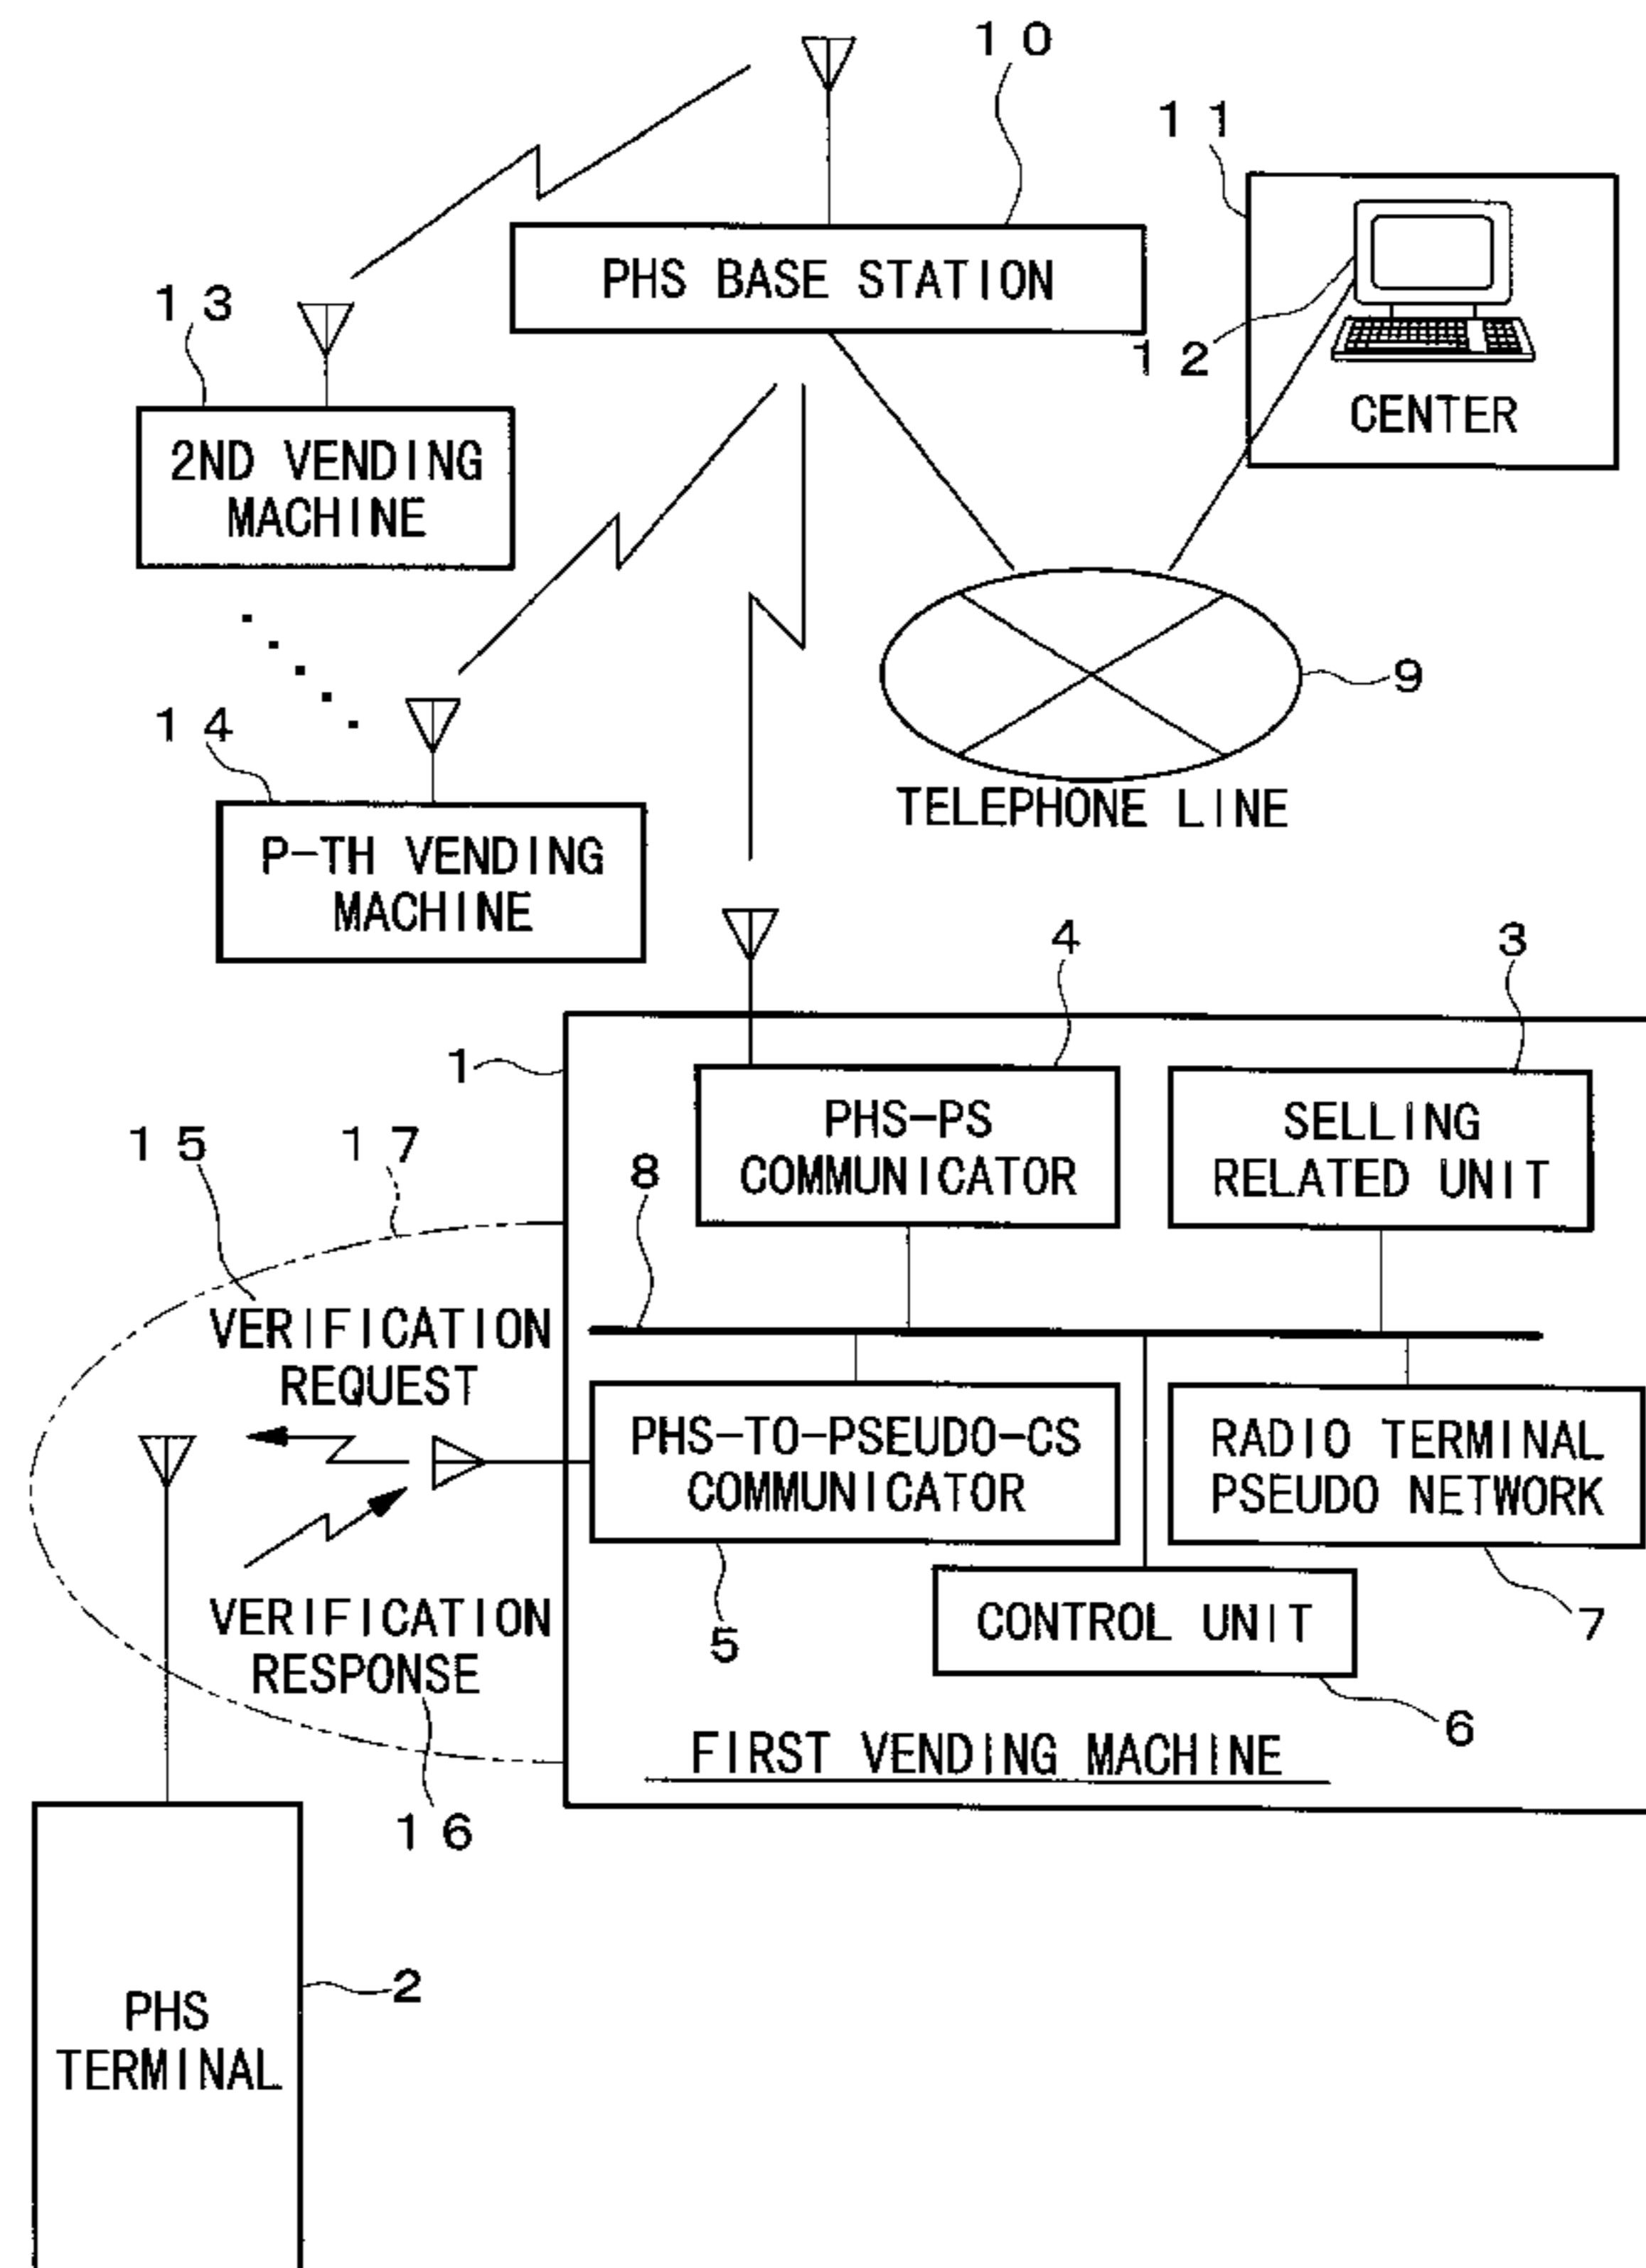 10
11
PHS BASE STATION
12
CENTER
13
2ND VENDING
MACHINE
9
TELEPHONE LINE
14
P-TH VENDING
MACHINE
4
3
1
PHS-PS
COMMUNICATOR
SELLING
RELATED UNIT
15
17
8
VERIFICATION
REQUEST
PHS-TO-PSEUDO-CS
COMMUNICATOR
RADIO TERMINAL
PSEUDO NETWORK
VERIFICATION
RESPONSE
5
CONTROL UNIT
7
6
FIRST VENDING MACHINE
16
2
PHS
TERMINAL